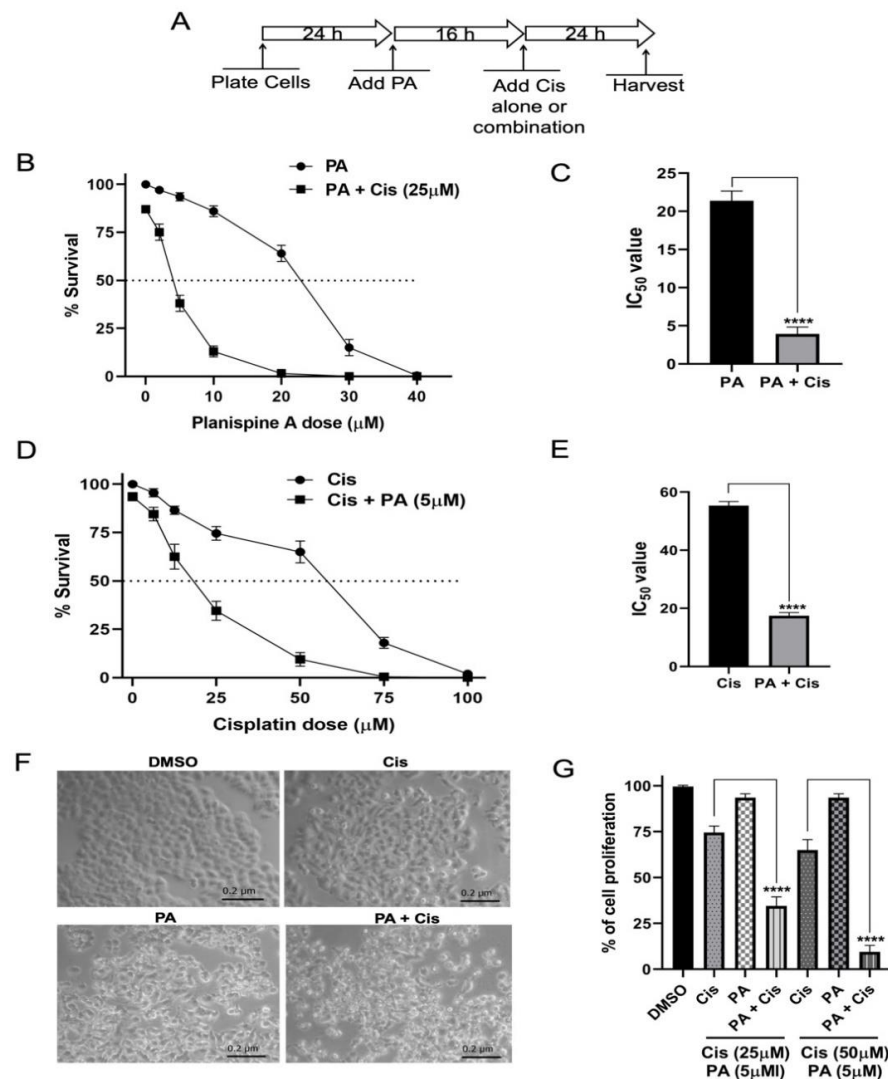 A
24 h 16 h 24 h
Plate Cells Add PA Add Cis Harvest
alone or
combination
B
PA
PA + Cis (25μM)
% Survival
100
75
50
25
0
0 10 20 30 40
Planispine A dose (μM)
C
IC50 value
25
20
15
10
5
0
****
PA PA + Cis
D
Cis
Cis + PA (5μM)
% Survival
100
75
50
25
0
0 25 50 75 100
Cisplatin dose (μM)
E
IC50 value
60
40
20
0
****
Cis PA + Cis
F
DMSO Cis
0.2 μm 0.2 μm
PA PA + Cis
0.2 μm 0.2 μm
G
% of cell proliferation
100
75
50
25
0
**** ****
DMSO Cis PA PA + Cis Cis PA PA + Cis
Cis (25μM) Cis (50μM)
PA (5μMl) PA (5μM)